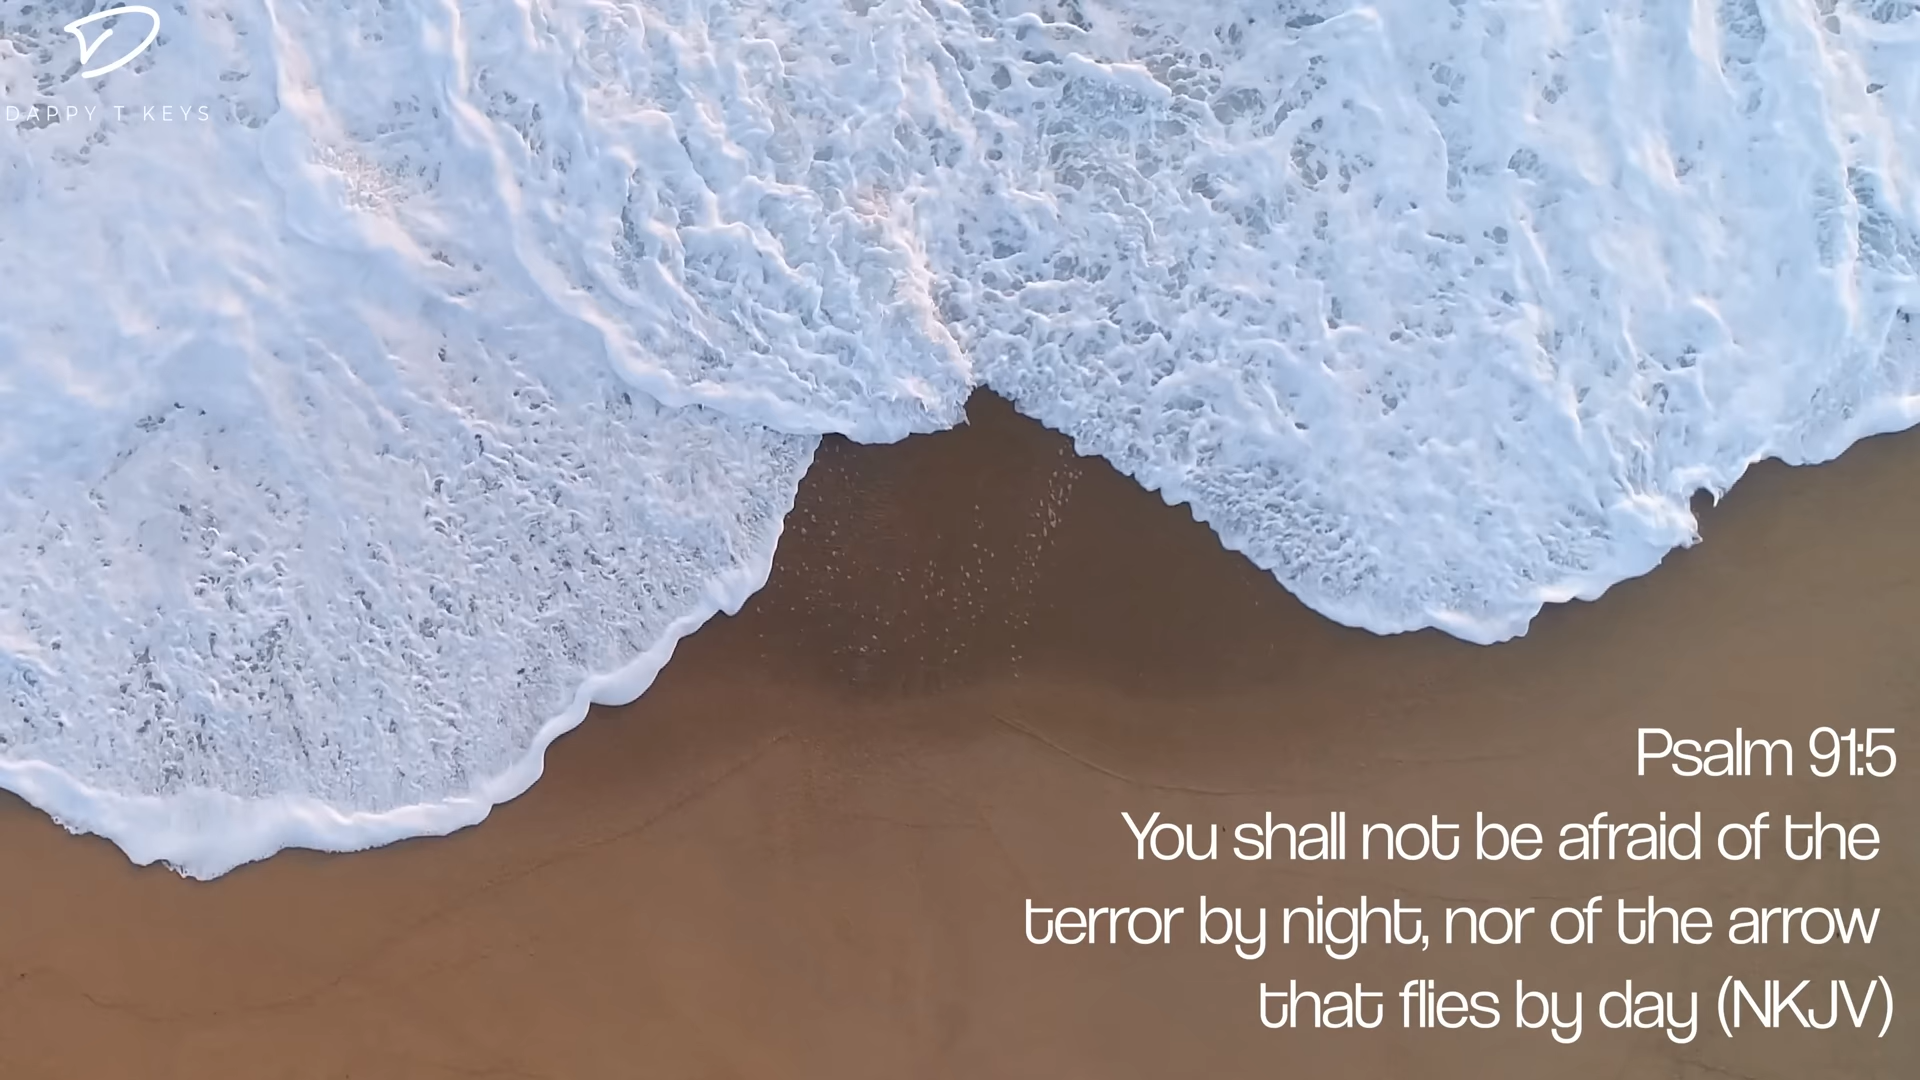 DAPPY T KEYS
Psalm 91:5
You shall not be afraid of the
terror by night, nor of the arrow
that flies by day (NKJV)